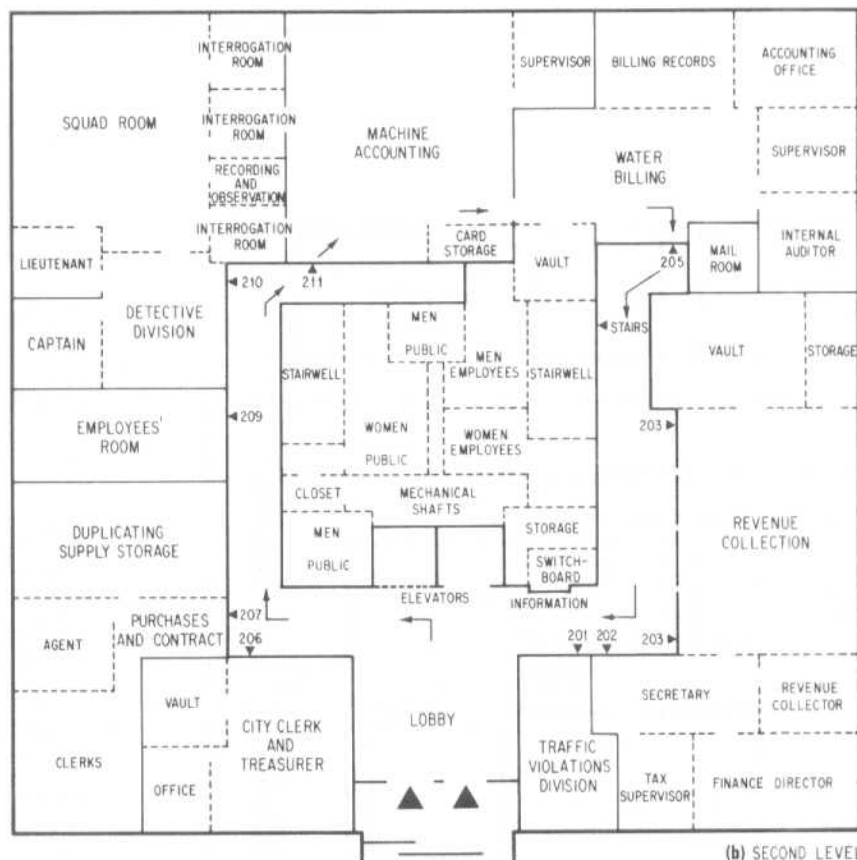 INTERROGATION
ROOM
SUPERVISOR
BILLING RECORDS
ACCOUNTING
OFFICE
SQUAD ROOM
INTERROGATION
ROOM
MACHINE
ACCOUNTING
WATER
BILLING
SUPERVISOR
RECORDING
AND
OBSERVATION
INTERROGATION
ROOM
CARD
STORAGE
LIEUTENANT
VAULT
205
MAIL
ROOM
INTERNAL
AUDITOR
210
211
DETECTIVE
DIVISION
CAPTAIN
MEN
PUBLIC
STAIRS
VAULT
STORAGE
STAIRWELL
MEN
EMPLOYEES
STAIRWELL
EMPLOYEES'
ROOM
209
WOMEN
PUBLIC
WOMEN
EMPLOYEES
203
CLOSET
MECHANICAL
SHAFTS
DUPLICATING
SUPPLY STORAGE
MEN
PUBLIC
STORAGE
REVENUE
COLLECTION
SWITCH-
BOARD
ELEVATORS
INFORMATION
AGENT
PURCHASES
AND CONTRACT
207
206
201
202
203
VAULT
SECRETARY
REVENUE
COLLECTOR
CLERKS
CITY CLERK
AND
TREASURER
LOBBY
TRAFFIC
VIOLATIONS
DIVISION
OFFICE
TAX
SUPERVISOR
FINANCE DIRECTOR
(b) SECOND LEVEL